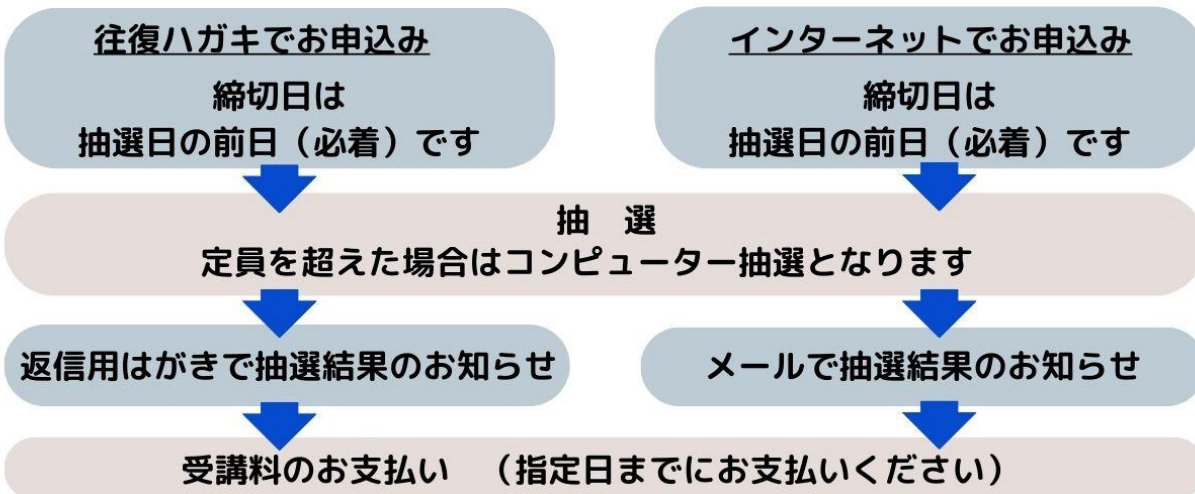 往復ハガキでお申込み
締切日は
抽選日の前日（必着）です
インターネットでお申込み
締切日は
抽選日の前日（必着）です
抽　選
定員を超えた場合はコンピューター抽選となります
返信用はがきで抽選結果のお知らせ
メールで抽選結果のお知らせ
受講料のお支払い　（指定日までにお支払いください）